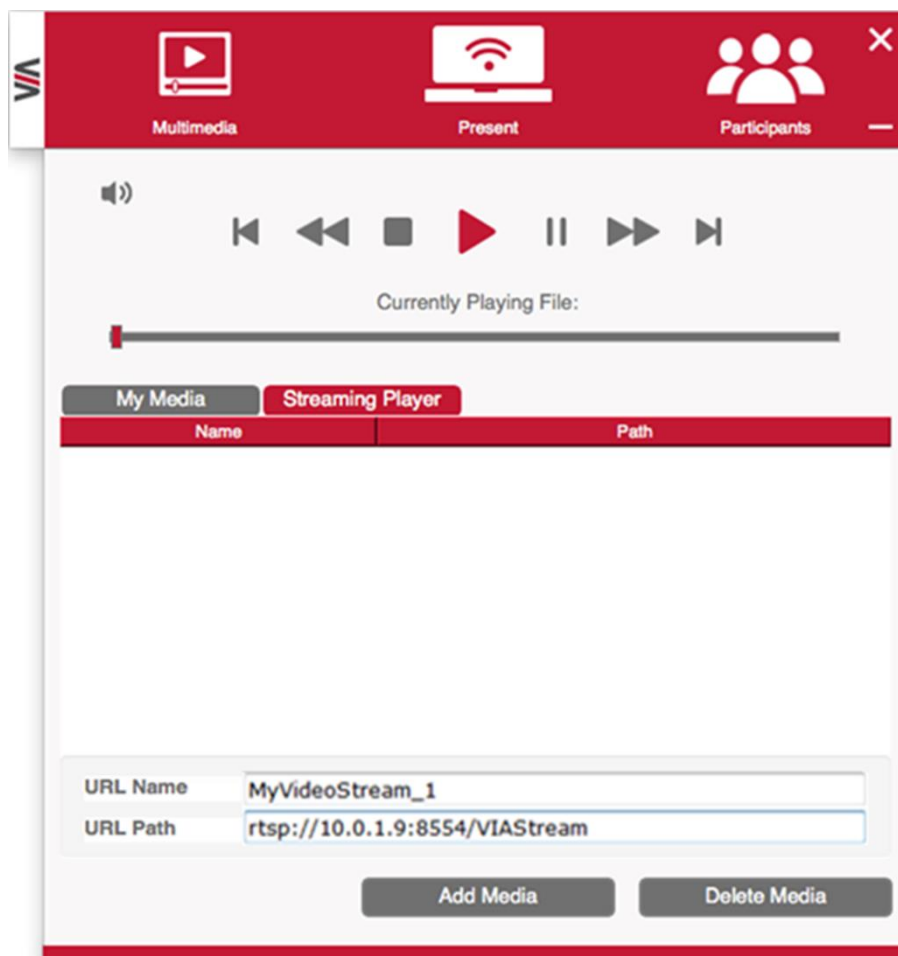 VIA
Multimedia Present Participants
Currently Playing File:
My Media Streaming Player
Name Path
URL Name MyVideoStream_1
URL Path rtsp://10.0.1.9:8554/VIAStream
Add Media Delete Media